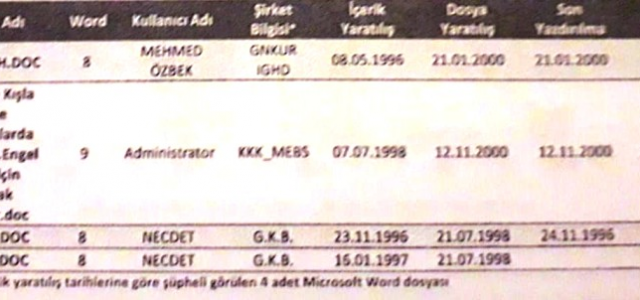 Adı Word Kullanıcı Adı Şirket Bilgisi* İçerik Yaratılış Dosya Yaratılış Son Yazdırılma
.DOC 8 MEHMED ÖZBEK GNKUR IGHD 08.05.1996 21.01.2000 21.01.2000
Kışla
e
larda
.Engel 9 Administrator KKK_MEBS 07.07.1998 12.11.2000 12.11.2000
için
ak
.doc
DOC 8 NECDET G.K.B. 23.11.1996 21.07.1998 24.11.1996
DOC 8 NECDET G.K.B. 16.01.1997 21.07.1998
ik yaratılış tarihlerine göre şüpheli görülen 4 adet Microsoft Word dosyası